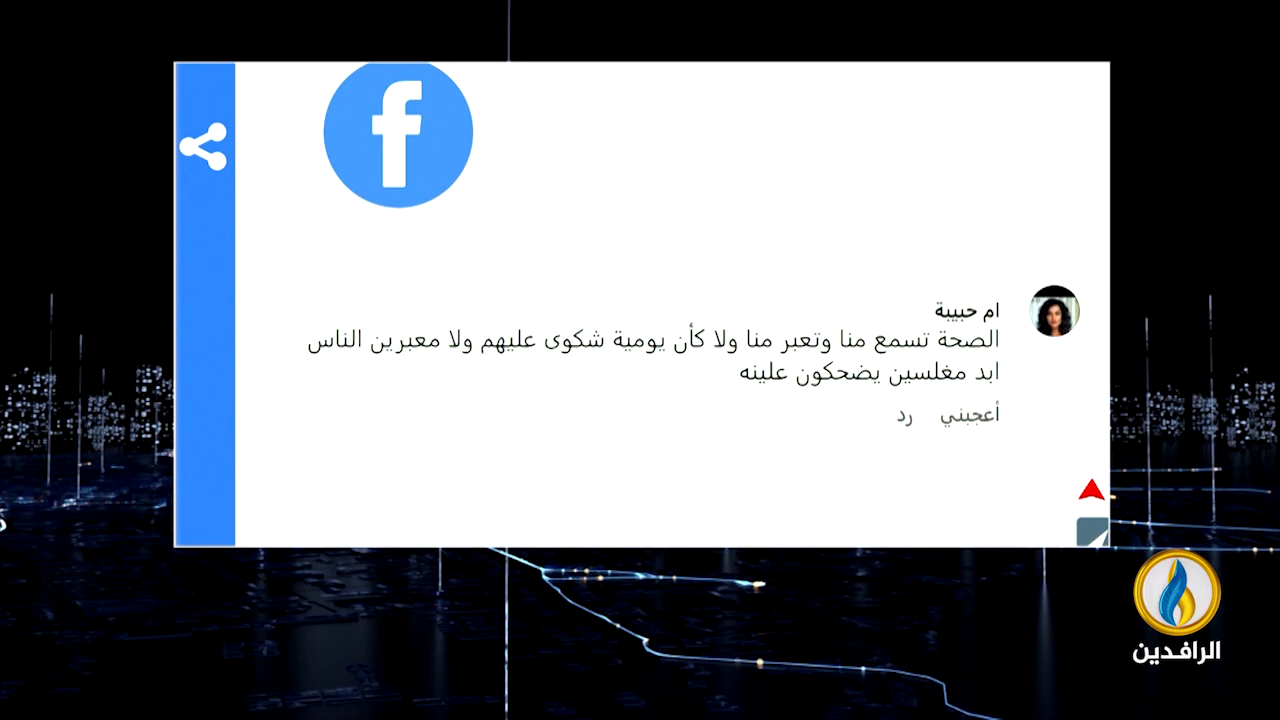 ام حبيبة
الصحة تسمع منا وتعبر منا ولا كأن يومية شكوى عليهم ولا معبرين الناس
ابد مغلسين يضحكون علينه
أعجبني رد
الرافدين